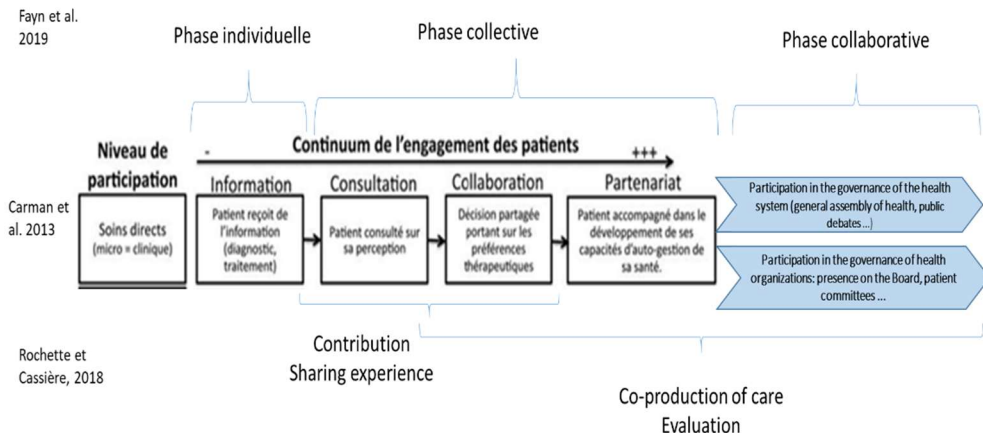 Fayn et al.
2019
Phase individuelle
Phase collective
Phase collaborative
Niveau de
participation
-
Continuum de l'engagement des patients
+++
Information
Consultation
Collaboration
Partenariat
Carman et
al. 2013
Soins directs
(micro = clinique)
Patient reçoit de
l'information
(diagnostic,
traitement)
Patient consulté sur
sa perception
Décision partagée
portant sur les
préférences
thérapeutiques
Patient accompagné dans le
développement de ses
capacités d'auto-gestion de
sa santé.
Participation in the governance of the health
system (general assembly of health, public
debates ...)
Participation in the governance of health
organizations: presence on the Board, patient
committees ...
Rochette et
Cassière, 2018
Contribution
Sharing experience
Co-production of care
Evaluation